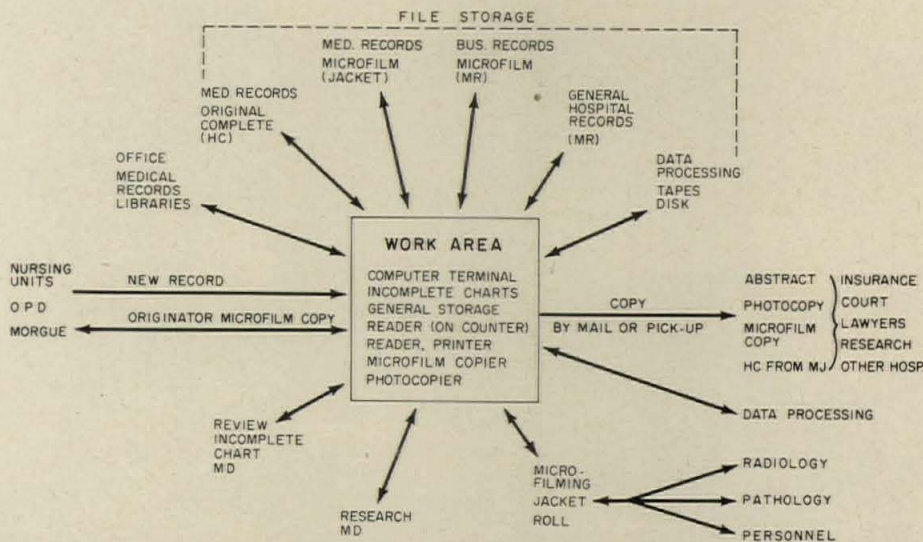 FILE STORAGE
MED. RECORDS
ORIGINAL
COMPLETE
(HC)
MED. RECORDS
MICROFILM
(JACKET)
BUS. RECORDS
MICROFILM
(MR)
GENERAL
HOSPITAL
RECORDS
(MR)
DATA
PROCESSING
TAPES
DISK
OFFICE
MEDICAL
RECORDS
LIBRARIES
NURSING
UNITS
O P D
MORGUE
NEW RECORD
ORIGINATOR MICROFILM COPY
WORK AREA
COMPUTER TERMINAL
INCOMPLETE CHARTS
GENERAL STORAGE
READER (ON COUNTER)
READER, PRINTER
MICROFILM COPIER
PHOTOCOPIER
COPY
BY MAIL OR PICK-UP
ABSTRACT
PHOTOCOPY
MICROFILM
COPY
HC FROM MJ
INSURANCE
COURT
LAWYERS
RESEARCH
OTHER HOSP
DATA PROCESSING
REVIEW
INCOMPLETE
CHART
MD
RESEARCH
MD
MICRO-
FILMING
JACKET
ROLL
RADIOLOGY
PATHOLOGY
PERSONNEL